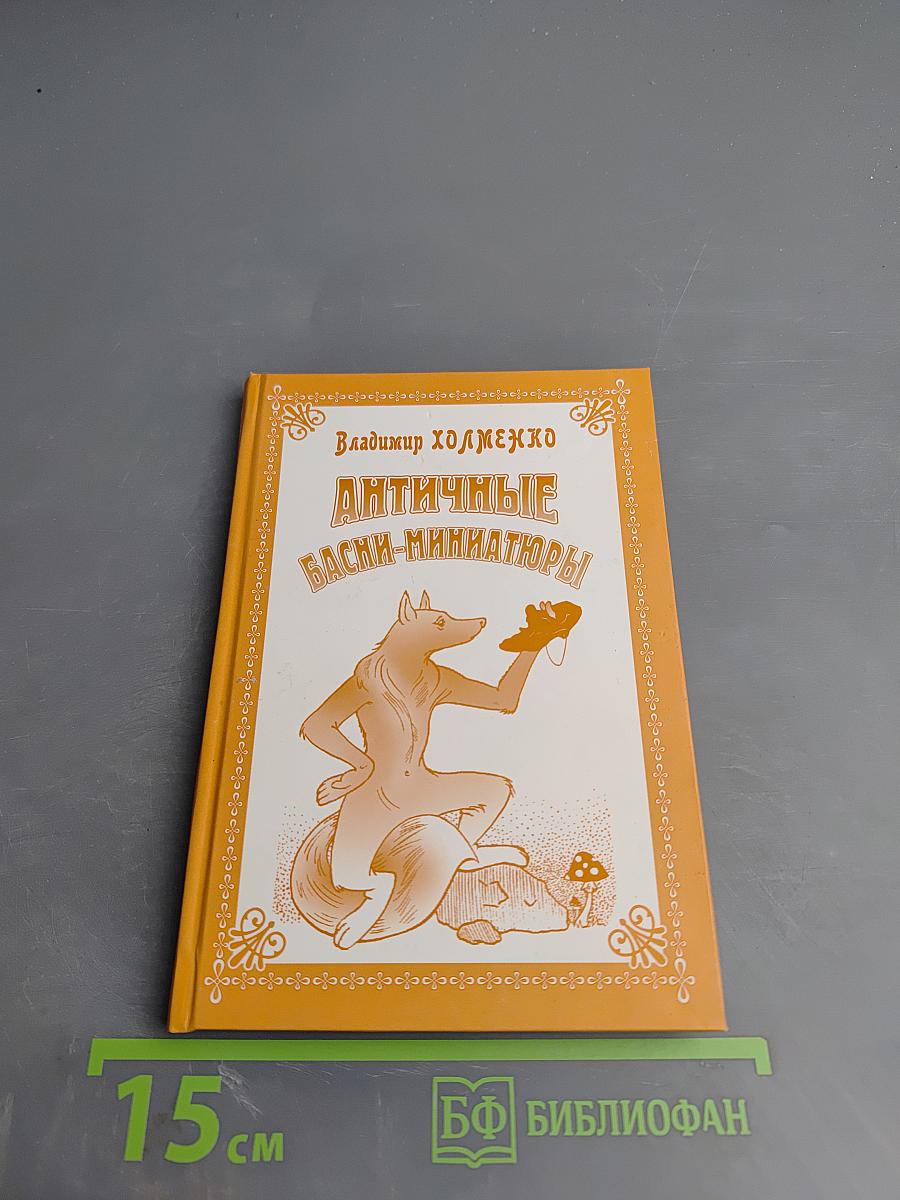 Владимир ХОЛМЕНКО
АНТИЧНЫЕ
БАСНИ-МИНИАТЮРЫ
15 см
БФ БИБЛИОФАН